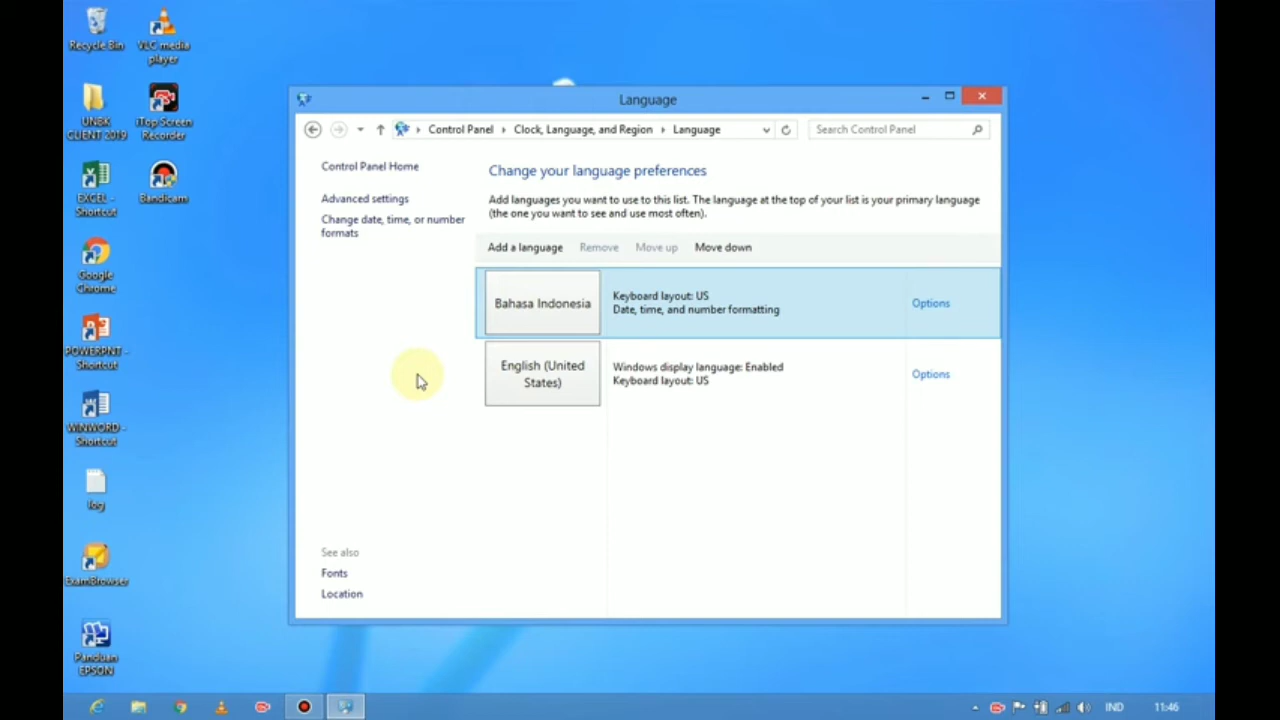 Recycle Bin
VLC media
player
UNBK
CLIENT 2019
iTop Screen
Recorder
EXCEL -
Shortcut
Bandicam
Google
Chrome
POWERPNT -
Shortcut
WINWORD -
Shortcut
log
ExamBrowser
Panduan
EPSON
Language
Control Panel
Clock, Language, and Region
Language
Search Control Panel
Control Panel Home
Advanced settings
Change date, time, or number
formats
See also
Fonts
Location
Change your language preferences
Add languages you want to use to this list. The language at the top of your list is your primary language
(the one you want to see and use most often).
Add a language Remove Move up Move down
Bahasa Indonesia
Keyboard layout: US
Date, time, and number formatting
Options
English (United
States)
Windows display language: Enabled
Keyboard layout: US
Options
IND 11:46